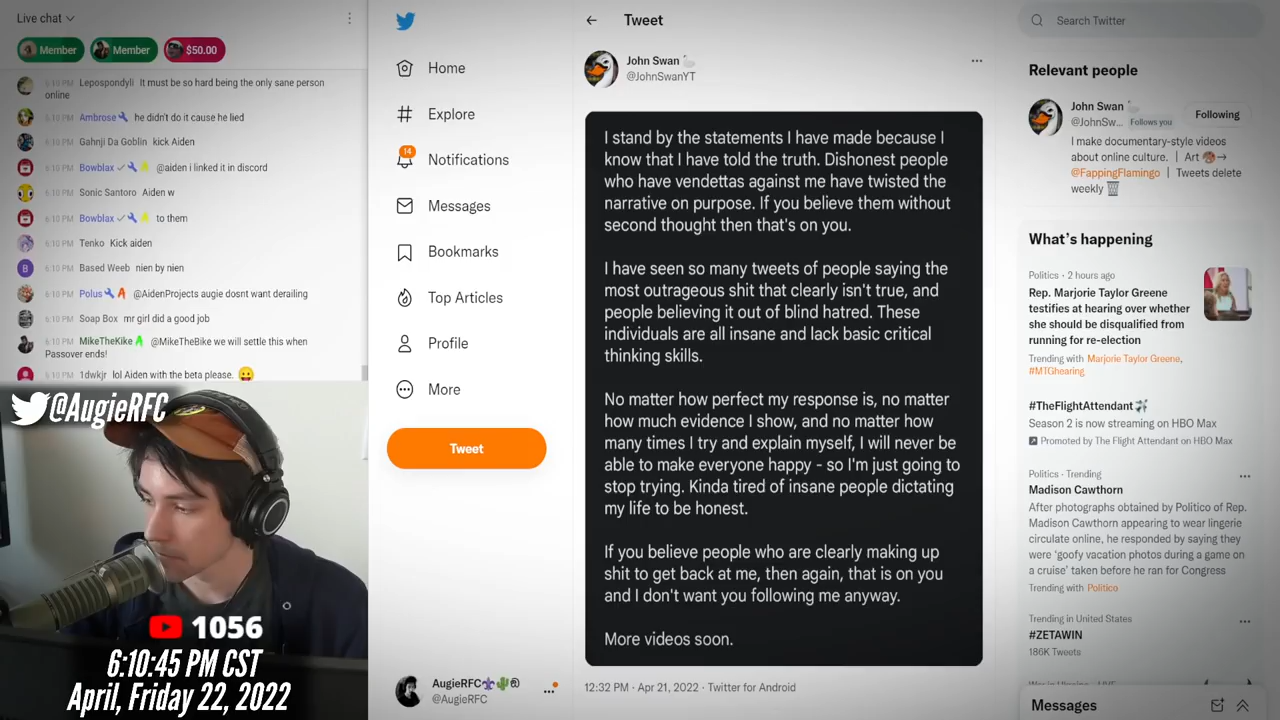 Live chat
Member
Member
$50.00
6:10 PM Lepospondyli It must be so hard being the only sane person
online
6:10 PM Ambrose he didn't do it cause he lied
6:10 PM Gahnji Da Goblin kick Aiden
6:10 PM Bowblax @aiden i linked it in discord
6:10 PM Sonic Santoro Aiden w
6:10 PM Bowblax to them
6:10 PM Tenko Kick aiden
B 6:10 PM Based Weeb nien by nien
6:10 PM Polus @AidenProjects augie dosnt want derailing
6:10 PM Soap Box mr girl did a good job
6:10 PM MikeTheKike @MikeTheBike we will settle this when
Passover ends!
6:10 PM 1dwkjr lol Aiden with the beta please.
@AugieRFC
1056
6:10:45 PM CST
April, Friday 22, 2022
Home
Explore
14
Notifications
Messages
Bookmarks
Top Articles
Profile
More
Tweet
AugieRFC
@AugieRFC
Tweet
John Swan
@JohnSwanYT
I stand by the statements I have made because I
know that I have told the truth. Dishonest people
who have vendettas against me have twisted the
narrative on purpose. If you believe them without
second thought then that's on you.
I have seen so many tweets of people saying the
most outrageous shit that clearly isn't true, and
people believing it out of blind hatred. These
individuals are all insane and lack basic critical
thinking skills.
No matter how perfect my response is, no matter
how much evidence I show, and no matter how
many times I try and explain myself, I will never be
able to make everyone happy - so I'm just going to
stop trying. Kinda tired of insane people dictating
my life to be honest.
If you believe people who are clearly making up
shit to get back at me, then again, that is on you
and I don't want you following me anyway.
More videos soon.
12:32 PM · Apr 21, 2022 · Twitter for Android
Search Twitter
Relevant people
John Swan
@JohnSw... Follows you
Following
I make documentary-style videos
about online culture. | Art →
@FappingFlamingo | Tweets delete
weekly
What's happening
Politics · 2 hours ago
Rep. Marjorie Taylor Greene
testifies at hearing over whether
she should be disqualified from
running for re-election
Trending with Marjorie Taylor Greene,
#MTGhearing
#TheFlightAttendant
Season 2 is now streaming on HBO Max
Promoted by The Flight Attendant on HBO Max
Politics · Trending
Madison Cawthorn
After photographs obtained by Politico of Rep.
Madison Cawthorn appearing to wear lingerie
circulate online, he responded by saying they
were 'goofy vacation photos during a game on
a cruise' taken before he ran for Congress
Trending with Politico
Trending in United States
#ZETAWIN
186K Tweets
Messages